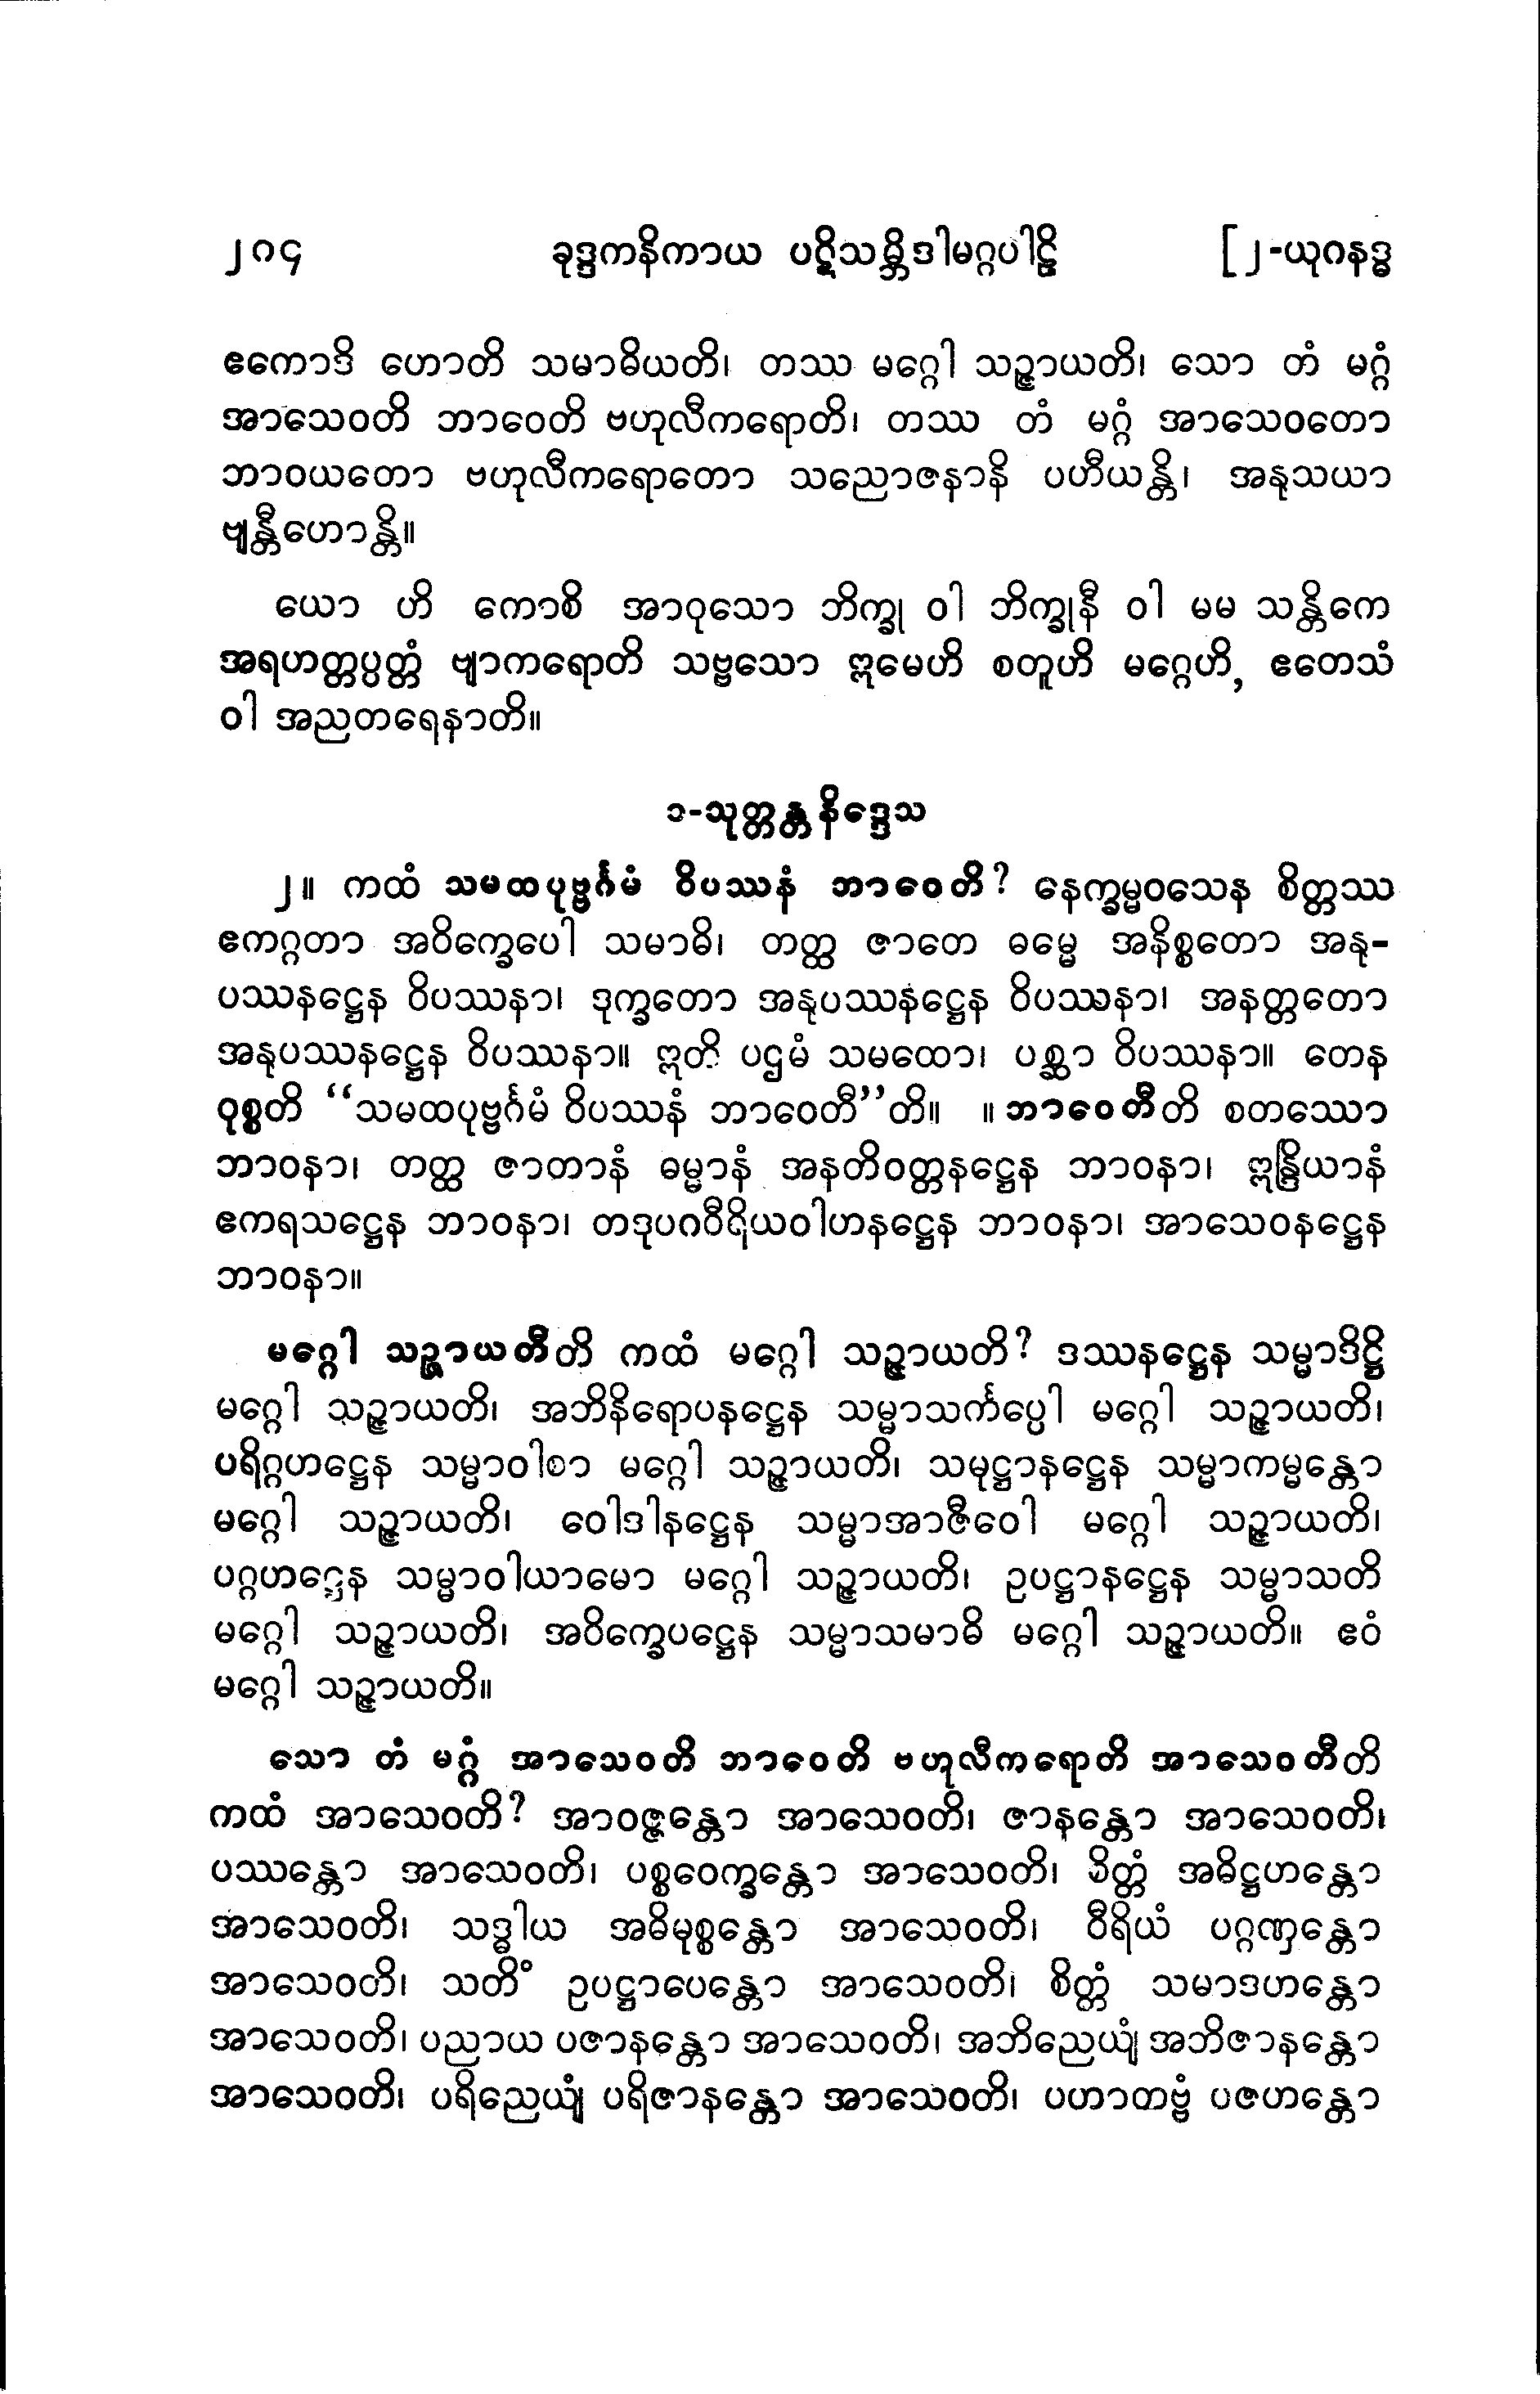 ၂၈၄ ခုဒ္ဒကနိကာယ ပဋိသမ္ဘိဒါမဂ္ဂပါဠိ [၂-ယုဂနဒ္ဓ
ဧကောဒိ ဟောတိ သမာဓိယတိ၊ တဿ မဂ္ဂေါ သဉ္ဇာယတိ၊ သော တံ မဂ္ဂံ
အာသေဝတိ ဘာဝေတိ ဗဟုလီကရောတိ၊ တဿ တံ မဂ္ဂံ အာသေဝတော
ဘာဝယတော ဗဟုလီကရောတော သညောဇနာနိ ပဟီယန္တိ၊ အနုသယာ
ဗျန္တီဟောန္တိ။
ယော ဟိ ကောစိ အာဝုသော ဘိက္ခု ဝါ ဘိက္ခုနီ ဝါ မမ သန္တိကေ
အရဟတ္တပ္ပတ္တံ ဗျာကရောတိ သဗ္ဗသော ဣမေဟိ စတူဟိ မဂ္ဂေဟိ, ဧတေသံ
ဝါ အညတရေနာတိ။
၁-သုတ္တန္တနိဒ္ဒေသ
၂။ ကထံ သမထပုဗ္ဗင်္ဂမံ ဝိပဿနံ ဘာဝေတိ? နေက္ခမ္မဝသေန စိတ္တဿ
ဧကဂ္ဂတာ အဝိက္ခေပေါ သမာဓိ၊ တတ္ထ ဇာတေ ဓမ္မေ အနိစ္စတော အနု-
ပဿနဋ္ဌေန ဝိပဿနာ၊ ဒုက္ခတော အနုပဿနဋ္ဌေန ဝိပဿနာ၊ အနတ္တတော
အနုပဿနဋ္ဌေန ဝိပဿနာ။ ဣတိ ပဌမံ သမထော၊ ပစ္ဆာ ဝိပဿနာ။ တေန
ဝုစ္စတိ “သမထပုဗ္ဗင်္ဂမံ ဝိပဿနံ ဘာဝေတီ”တိ။ ။ ဘာဝေတီတိ စတဿော
ဘာဝနာ၊ တတ္ထ ဇာတာနံ ဓမ္မာနံ အနတိဝတ္တနဋ္ဌေန ဘာဝနာ၊ ဣန္ဒြိယာနံ
ဧကရသဋ္ဌေန ဘာဝနာ၊ တဒုပဂဝီရိယဝါဟနဋ္ဌေန ဘာဝနာ၊ အာသေဝနဋ္ဌေန
ဘာဝနာ။
မဂ္ဂေါ သဉ္ဇာယတီတိ ကထံ မဂ္ဂေါ သဉ္ဇာယတိ? ဒဿနဋ္ဌေန သမ္မာဒိဋ္ဌိ
မဂ္ဂေါ သဉ္ဇာယတိ၊ အဘိနိရောပနဋ္ဌေန သမ္မာသင်္ကပ္ပေါ မဂ္ဂေါ သဉ္ဇာယတိ၊
ပရိဂ္ဂဟဋ္ဌေန သမ္မာဝါစာ မဂ္ဂေါ သဉ္ဇာယတိ၊ သမုဋ္ဌာနဋ္ဌေန သမ္မာကမ္မန္တော
မဂ္ဂေါ သဉ္ဇာယတိ၊ ဝေါဒါနဋ္ဌေန သမ္မာအာဇီဝေါ မဂ္ဂေါ သဉ္ဇာယတိ၊
ပဂ္ဂဟဋ္ဌေန သမ္မာဝါယာမော မဂ္ဂေါ သဉ္ဇာယတိ၊ ဥပဋ္ဌာနဋ္ဌေန သမ္မာသတိ
မဂ္ဂေါ သဉ္ဇာယတိ၊ အဝိက္ခေပဋ္ဌေန သမ္မာသမာဓိ မဂ္ဂေါ သဉ္ဇာယတိ။ ဧဝံ
မဂ္ဂေါ သဉ္ဇာယတိ။
သော တံ မဂ္ဂံ အာသေဝတိ ဘာဝေတိ ဗဟုလီကရောတိ အာသေဝတီတိ
ကထံ အာသေဝတိ? အာဝဇ္ဇန္တော အာသေဝတိ၊ ဇာနန္တော အာသေဝတိ၊
ပဿန္တော အာသေဝတိ၊ ပစ္စဝေက္ခန္တော အာသေဝတိ၊ စိတ္တံ အဓိဋ္ဌဟန္တော
အာသေဝတိ၊ သဒ္ဓါယ အဓိမုစ္စန္တော အာသေဝတိ၊ ဝီရိယံ ပဂ္ဂဏှန္တော
အာသေဝတိ၊ သတိံ ဥပဋ္ဌာပေန္တော အာသေဝတိ၊ စိတ္တံ သမာဒဟန္တော
အာသေဝတိ၊ ပညာယ ပဇာနန္တော အာသေဝတိ၊ အဘိညေယျံ အဘိဇာနန္တော
အာသေဝတိ၊ ပရိညေယျံ ပရိဇာနန္တော အာသေဝတိ၊ ပဟာတဗ္ဗံ ပဇဟန္တော